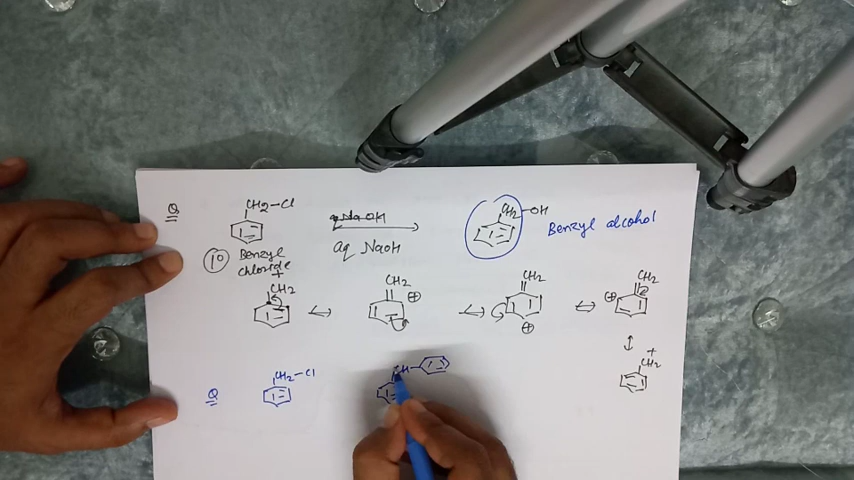 Q
CH2-Cl
NaOH
aq NaOH
CH2-OH
Benzyl alcohol
1°
Benzyl
chloride
+
CH2
CH2
+
CH2
+
CH2
+
+
CH2
Q
CH2-Cl
CH